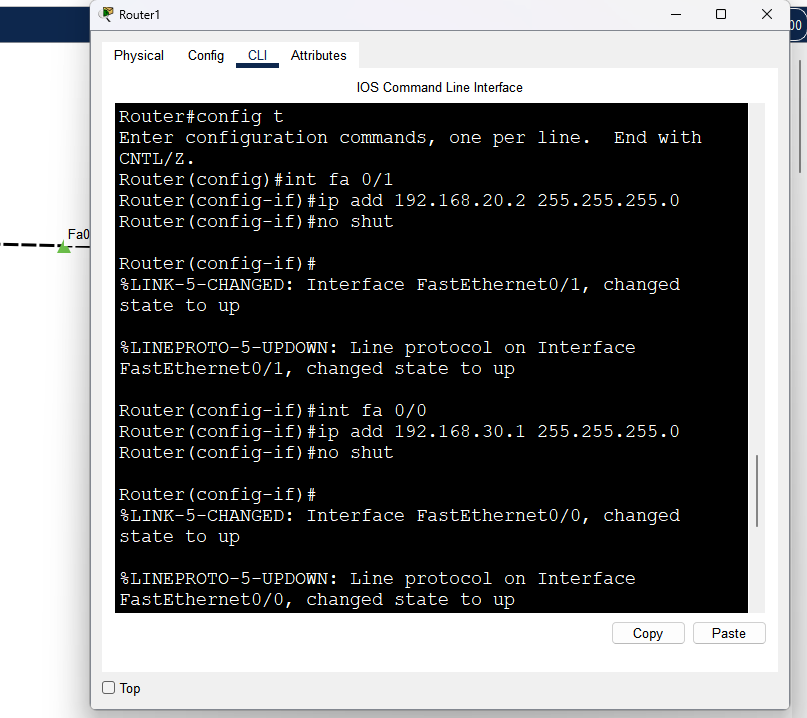 Router1
00
Physical Config CLI Attributes
IOS Command Line Interface
Router#config t
Enter configuration commands, one per line.  End with
CNTL/Z.
Router(config)#int fa 0/1
Router(config-if)#ip add 192.168.20.2 255.255.255.0
Router(config-if)#no shut
Router(config-if)#
%LINK-5-CHANGED: Interface FastEthernet0/1, changed
state to up
%LINEPROTO-5-UPDOWN: Line protocol on Interface
FastEthernet0/1, changed state to up
Router(config-if)#int fa 0/0
Router(config-if)#ip add 192.168.30.1 255.255.255.0
Router(config-if)#no shut
Router(config-if)#
%LINK-5-CHANGED: Interface FastEthernet0/0, changed
state to up
%LINEPROTO-5-UPDOWN: Line protocol on Interface
FastEthernet0/0, changed state to up
Fa0
Copy Paste
Top